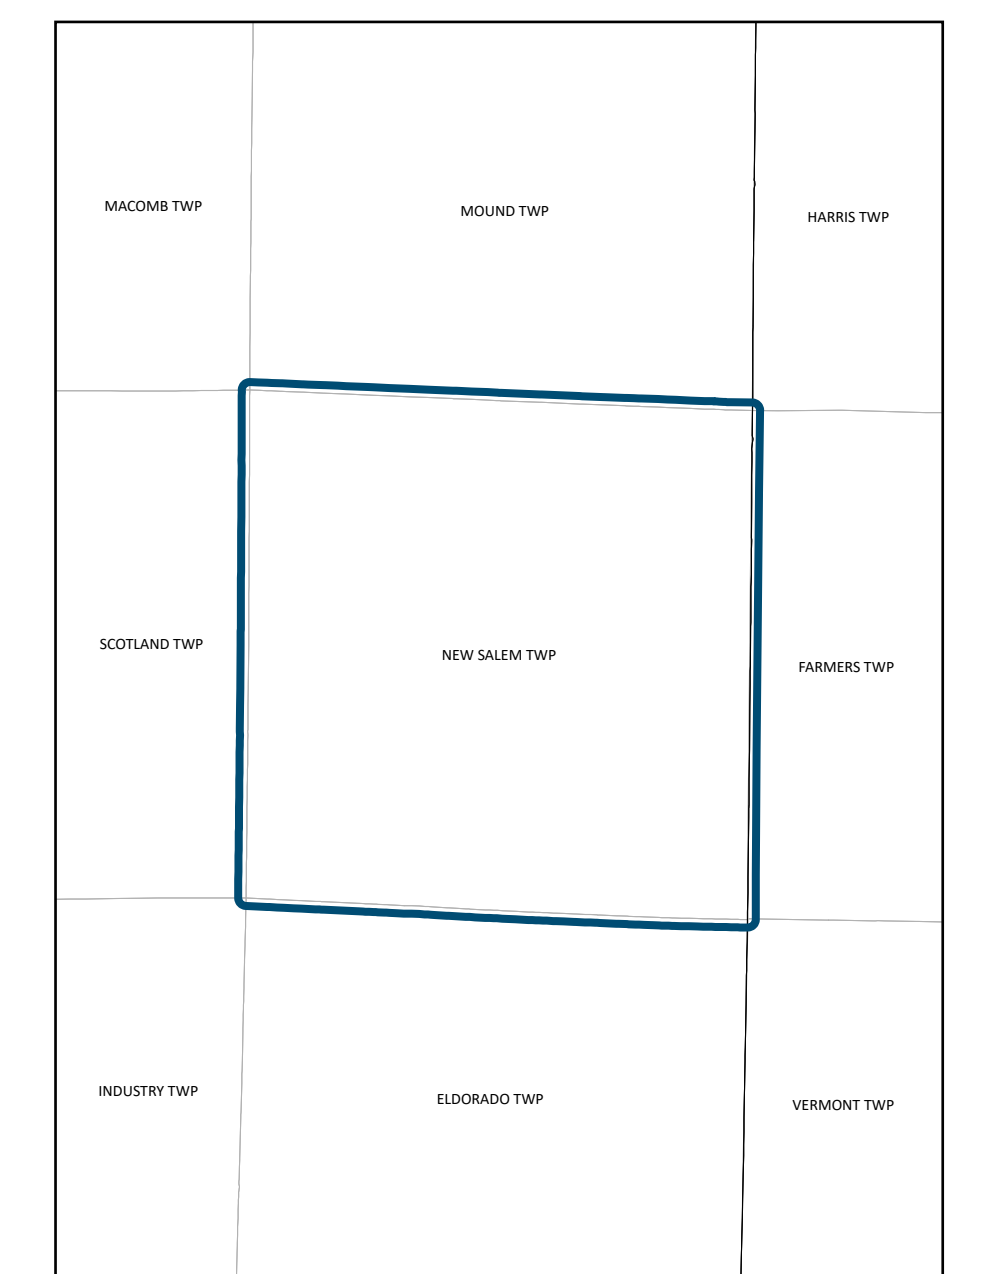 MACOMB TWP
MOUND TWP
HARRIS TWP
SCOTLAND TWP
NEW SALEM TWP
FARMERS TWP
INDUSTRY TWP
ELDORADO TWP
VERMONT TWP